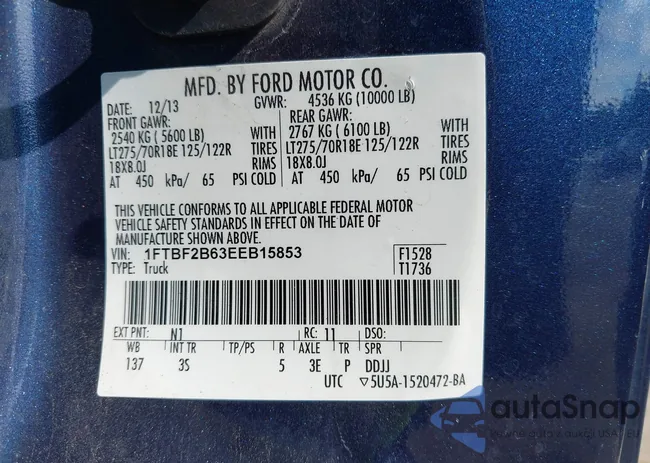 MFD. BY FORD MOTOR CO.
DATE: 12/13 GVWR: 4536 KG (10000 LB)
FRONT GAWR: REAR GAWR:
2540 KG ( 5600 LB) WITH 2767 KG ( 6100 LB) WITH
LT275/70R18E 125/122R TIRES LT275/70R18E 125/122R TIRES
18X8.0J RIMS 18X8.0J RIMS
AT 450 kPa/ 65 PSI COLD AT 450 kPa/ 65 PSI COLD
THIS VEHICLE CONFORMS TO ALL APPLICABLE FEDERAL MOTOR
VEHICLE SAFETY STANDARDS IN EFFECT ON THE DATE OF
MANUFACTURE SHOWN ABOVE.
VIN: 1FTBF2B63EEB15853 F1528
TYPE: Truck T1736
EXT PNT: N1 RC: 11 DSO:
WB INT TR TP/PS R AXLE TR SPR
137 3S 5 3E P DDJJ
UTC ▽5U5A-1520472-BA
autaSnap